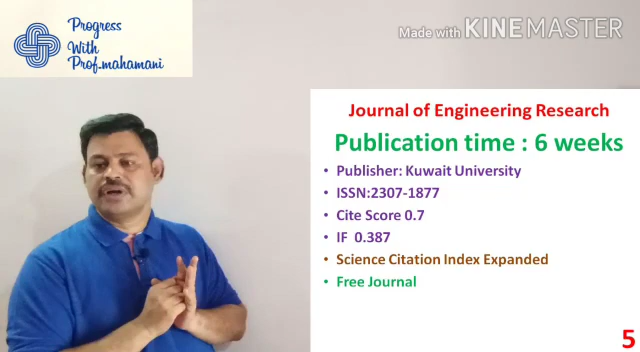 Progress
With
Prof.mahamani
Made with KINEMASTER
Journal of Engineering Research
Publication time : 6 weeks
• Publisher: Kuwait University
• ISSN:2307-1877
• Cite Score 0.7
• IF 0.387
• Science Citation Index Expanded
• Free Journal
5